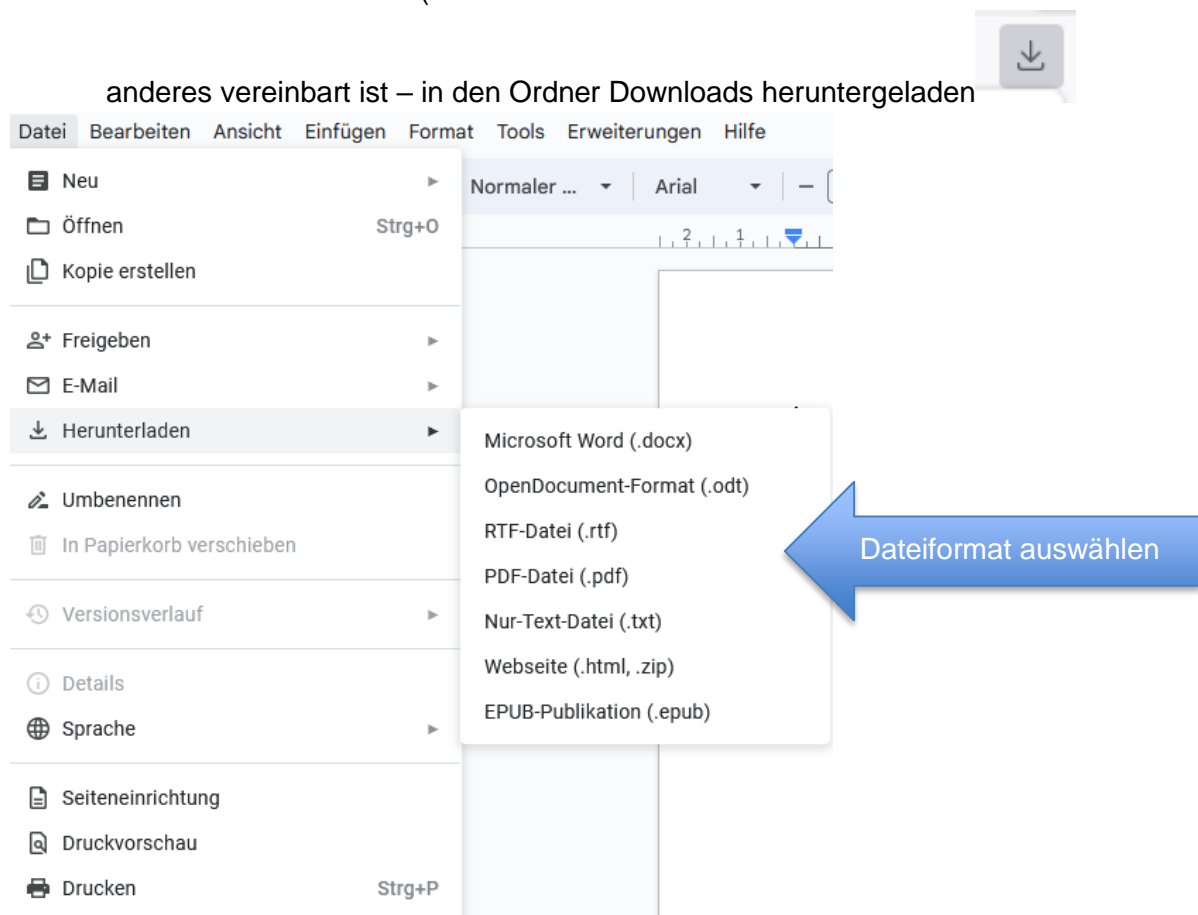 (
anderes vereinbart ist – in den Ordner Downloads heruntergeladen
Datei Bearbeiten Ansicht Einfügen Format Tools Erweiterungen Hilfe
Neu
Normaler ... Arial
Öffnen Strg+O
2 1
Kopie erstellen
Freigeben
E-Mail
Herunterladen
Microsoft Word (.docx)
OpenDocument-Format (.odt)
RTF-Datei (.rtf)
PDF-Datei (.pdf)
Nur-Text-Datei (.txt)
Webseite (.html, .zip)
EPUB-Publikation (.epub)
Dateiformat auswählen
Umbenennen
In Papierkorb verschieben
Versionsverlauf
Details
Sprache
Seiteneinrichtung
Druckvorschau
Drucken Strg+P